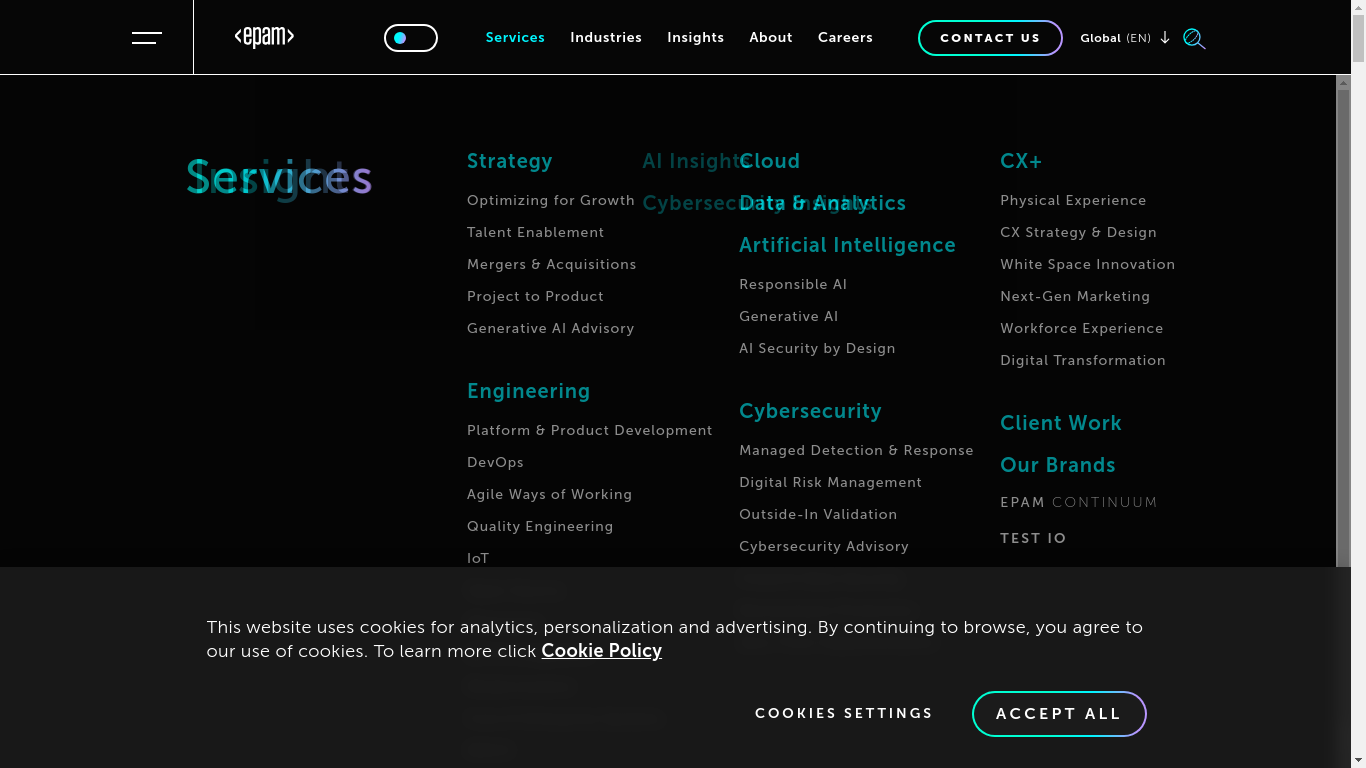 <epam>
Services Industries Insights About Careers
CONTACT US
Global (EN)
Services
Insights
Strategy
Optimizing for Growth
Talent Enablement
Mergers & Acquisitions
Project to Product
Generative AI Advisory
Engineering
Platform & Product Development
DevOps
Agile Ways of Working
Quality Engineering
IoT
AI Insights
Cybersecurity Insights
Cloud
Data & Analytics
Artificial Intelligence
Responsible AI
Generative AI
AI Security by Design
Cybersecurity
Managed Detection & Response
Digital Risk Management
Outside-In Validation
Cybersecurity Advisory
CX+
Physical Experience
CX Strategy & Design
White Space Innovation
Next-Gen Marketing
Workforce Experience
Digital Transformation
Client Work
Our Brands
EPAM CONTINUUM
TEST IO
This website uses cookies for analytics, personalization and advertising. By continuing to browse, you agree to
our use of cookies. To learn more click Cookie Policy
COOKIES SETTINGS
ACCEPT ALL